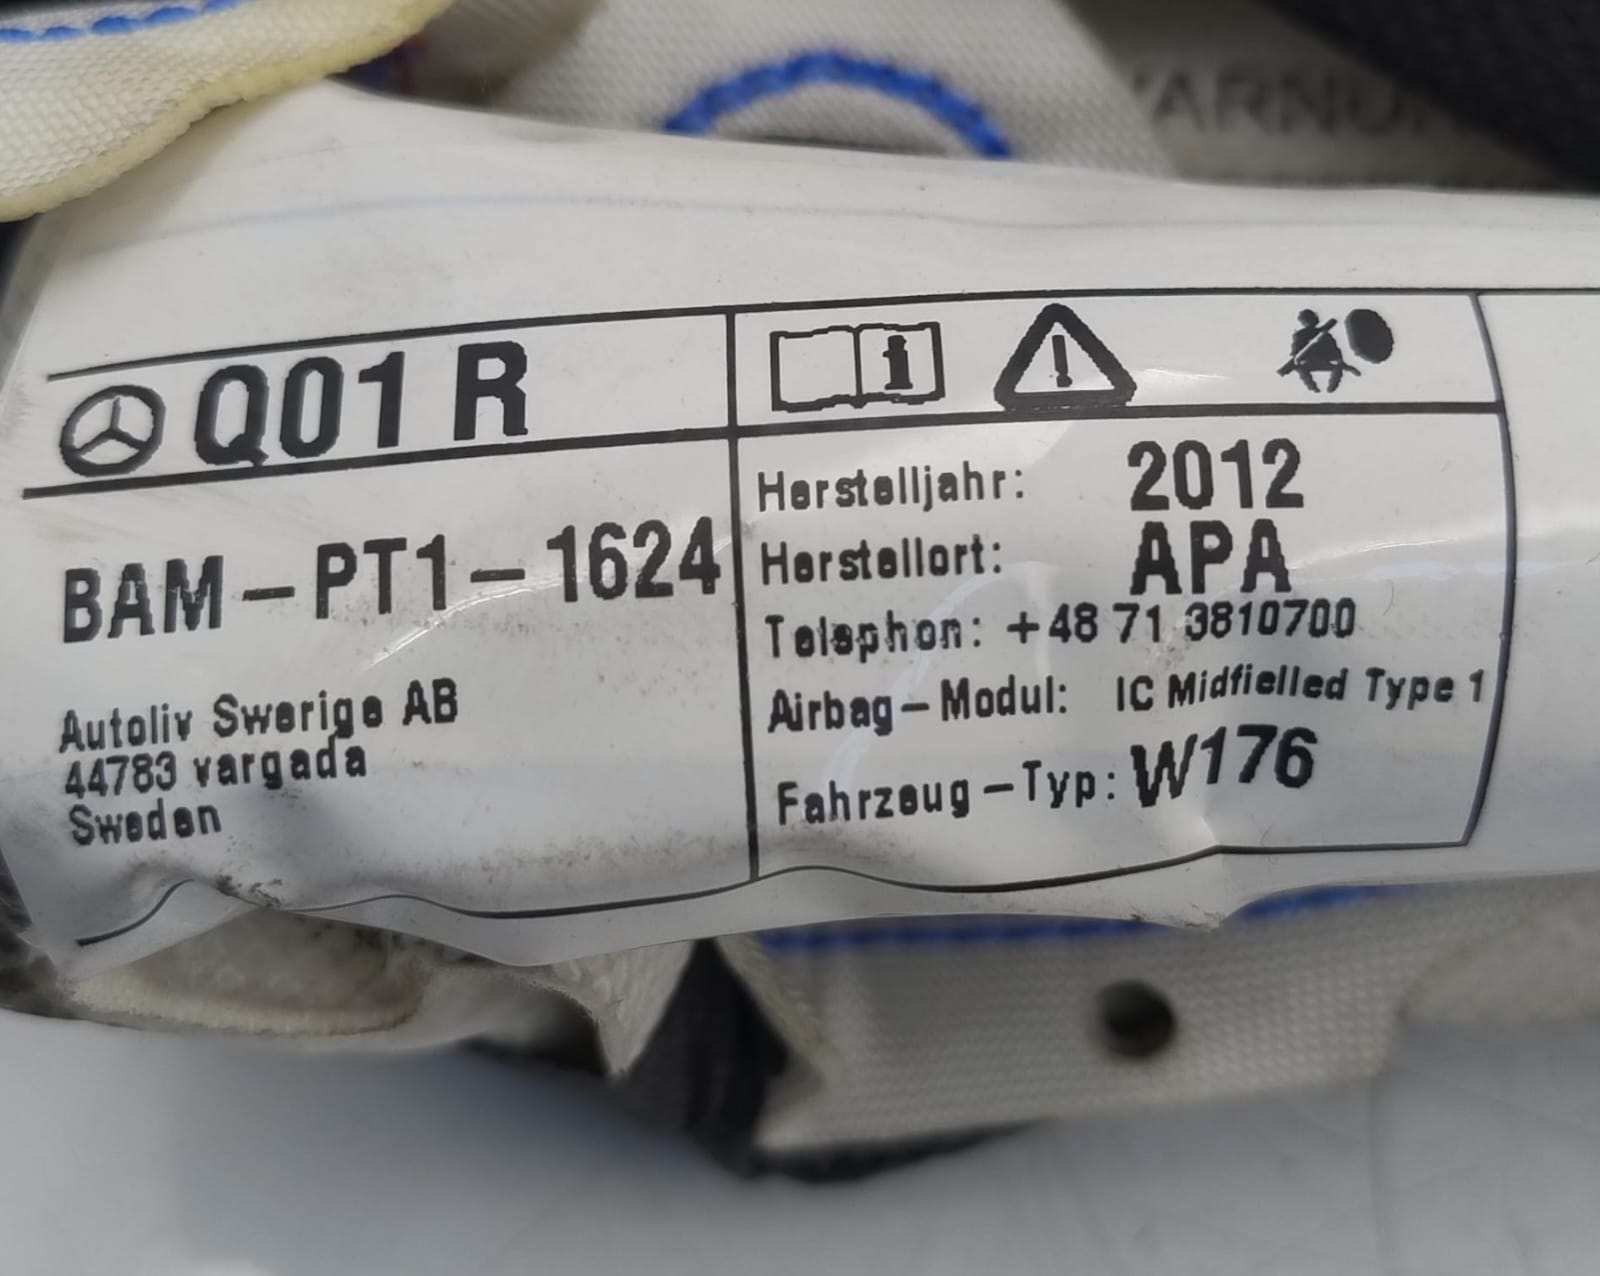 ARNU
Q01 R
BAM-PT1-1624
Autoliv Swerige AB
44783 vargada
Sweden
i
!
Herstelljahr: 2012
Herstellort: APA
Telephon: +48 71 3810700
Airbag-Modul: IC Midfielled Type 1
Fahrzeug-Typ: W176